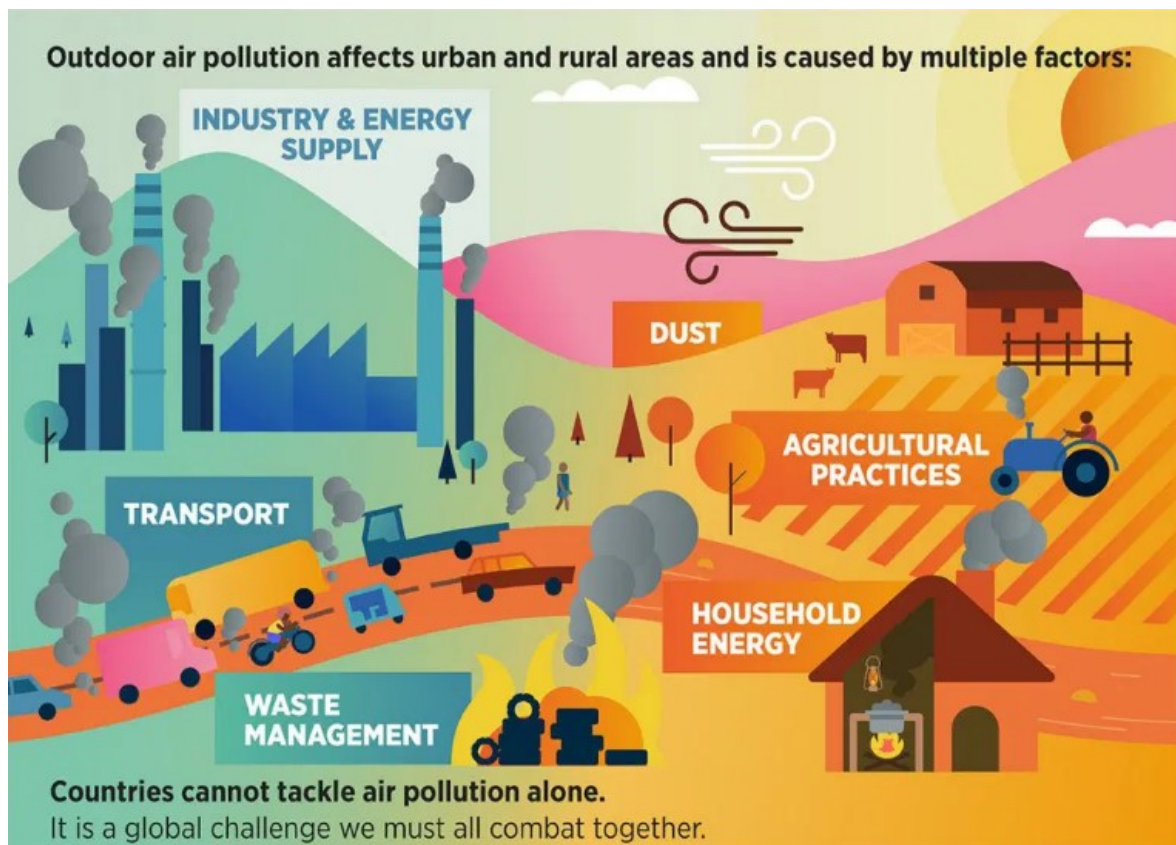 Outdoor air pollution affects urban and rural areas and is caused by multiple factors:
INDUSTRY & ENERGY
SUPPLY
DUST
AGRICULTURAL
PRACTICES
TRANSPORT
HOUSEHOLD
ENERGY
WASTE
MANAGEMENT
Countries cannot tackle air pollution alone.
It is a global challenge we must all combat together.